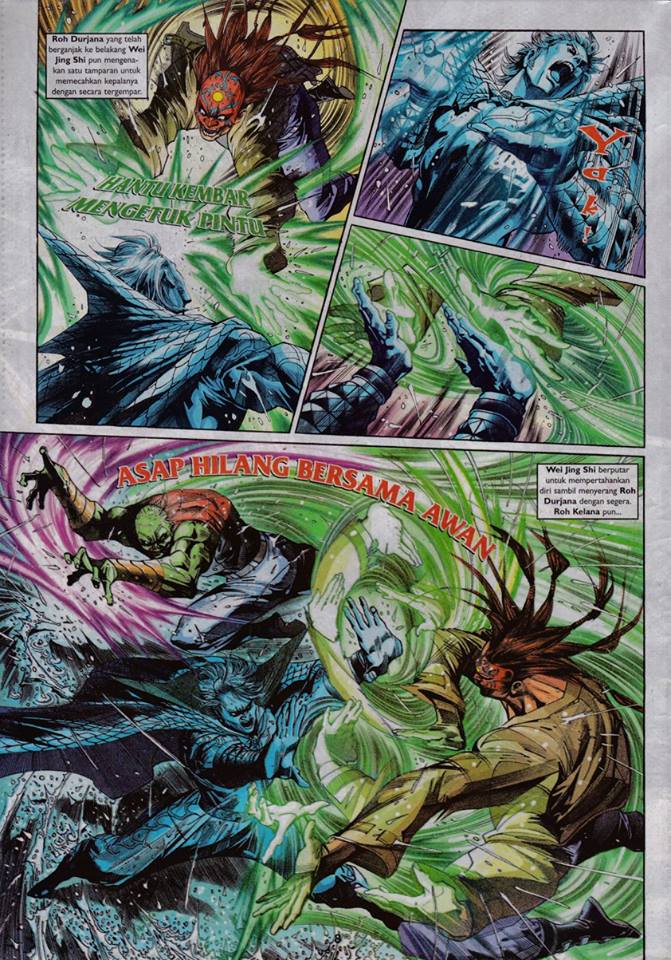 Roh Durjana yang telah
berganjak ke belakang Wei
Jing Shi pun mengena-
kan satu tamparan untuk
memecahkan kepalanya
dengan secara tergempar.
HANTU KEMBAR
MENGETUK PINTU
ASAP HILANG BERSAMA AWAN
Wei Jing Shi berputar
untuk mempertahankan
diri sambil menyerang Roh
Durjana dengan segera.
Roh Kelana pun...